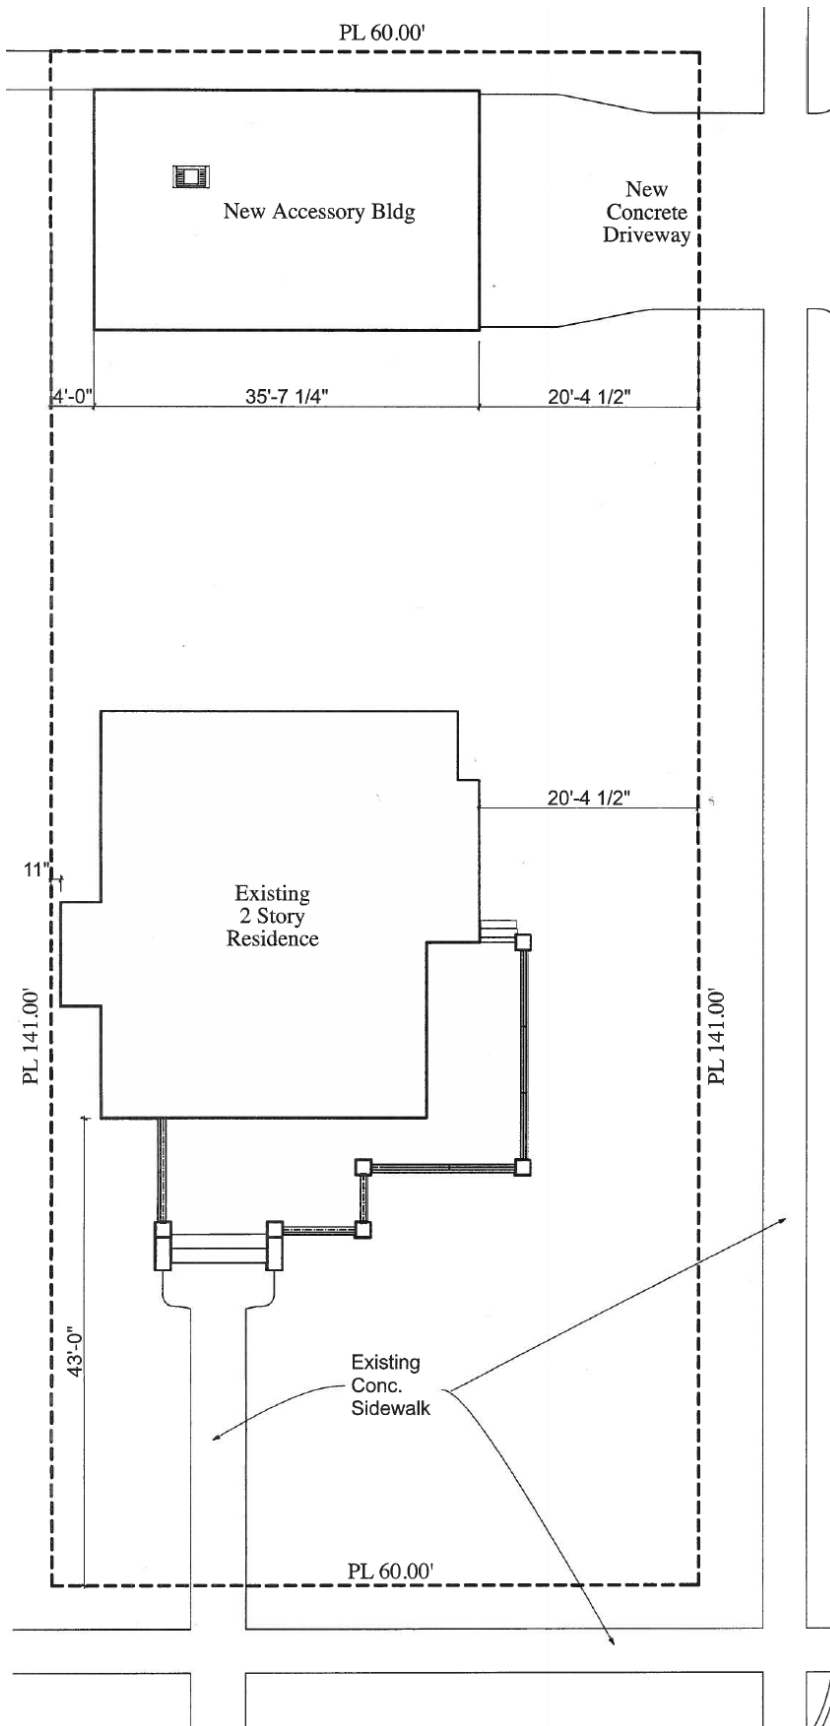 PL 60.00'
New Accessory Bldg
New
Concrete
Driveway
4'-0"
35'-7 1/4"
20'-4 1/2"
20'-4 1/2"
11"
Existing
2 Story
Residence
PL 141.00'
PL 141.00'
43'-0"
Existing
Conc.
Sidewalk
PL 60.00'